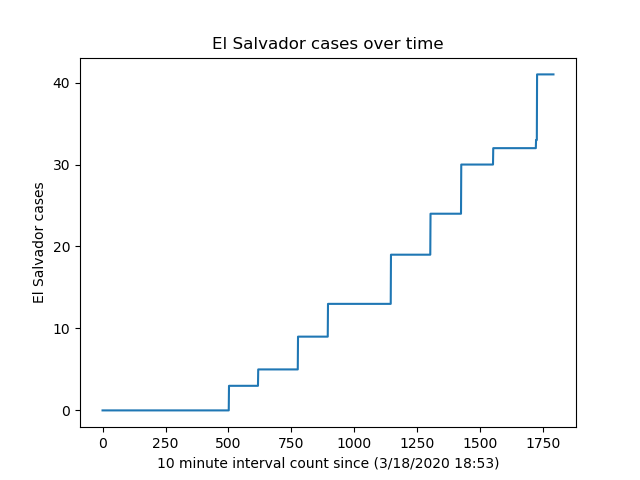 El Salvador cases over time
40
30
20
10
0
El Salvador cases
0 250 500 750 1000 1250 1500 1750
10 minute interval count since (3/18/2020 18:53)